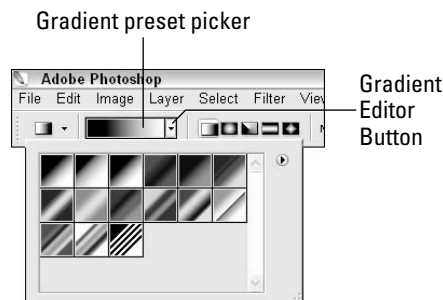 Gradient preset picker
Adobe Photoshop
File Edit Image Layer Select Filter
Gradient
Editor
Button